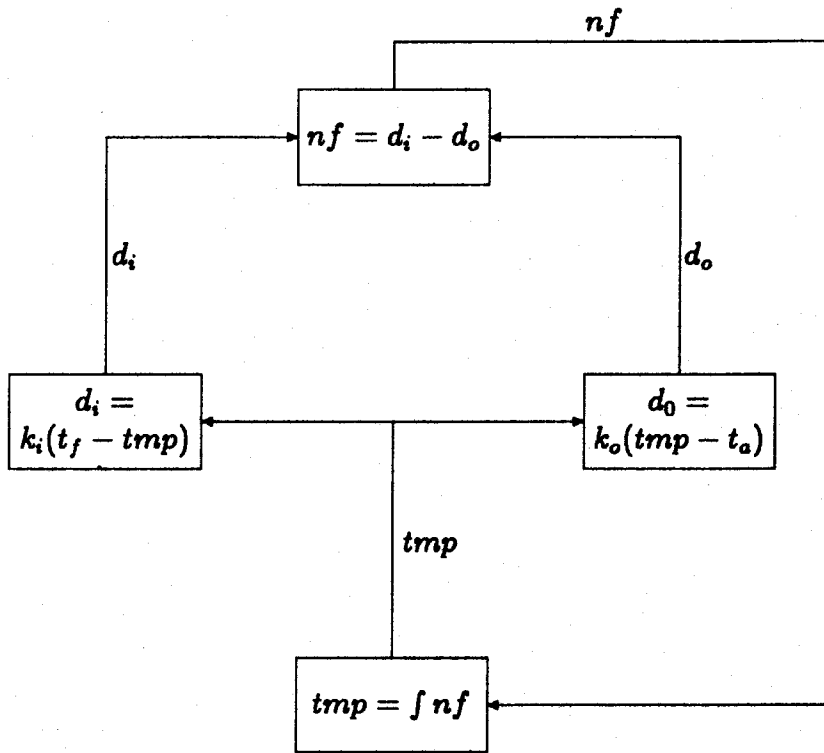 nf
nf = d_i − d_o
d_i
d_o
d_i =
k_i(t_f − tmp)
d_0 =
k_o(tmp − t_a)
tmp
tmp = ∫ nf